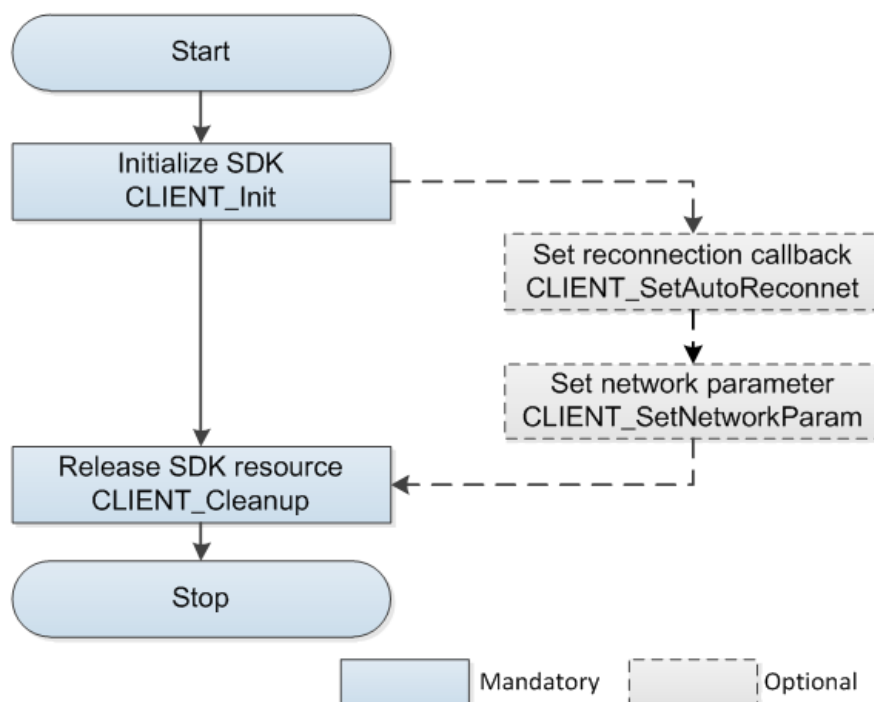 Start
Initialize SDK
CLIENT_Init
Set reconnection callback
CLIENT_SetAutoReconnet
Set network parameter
CLIENT_SetNetworkParam
Release SDK resource
CLIENT_Cleanup
Stop
Mandatory
Optional